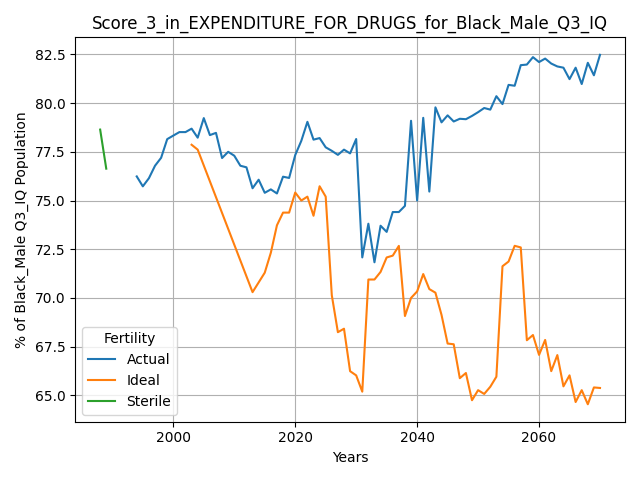 Score_3_in_EXPENDITURE_FOR_DRUGS_for_Black_Male_Q3_IQ
% of Black_Male Q3_IQ Population
82.5
80.0
77.5
75.0
72.5
70.0
67.5
65.0
Fertility
Actual
Ideal
Sterile
2000
2020
2040
2060
Years